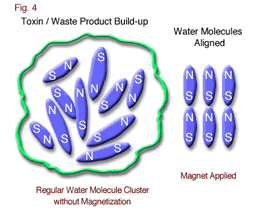 Fig. 4
Toxin / Waste Product Build-up
Water Molecules
Aligned
N N N
S S S
N N N
S S S
Regular Water Molecule Cluster
without Magnetization
Magnet Applied